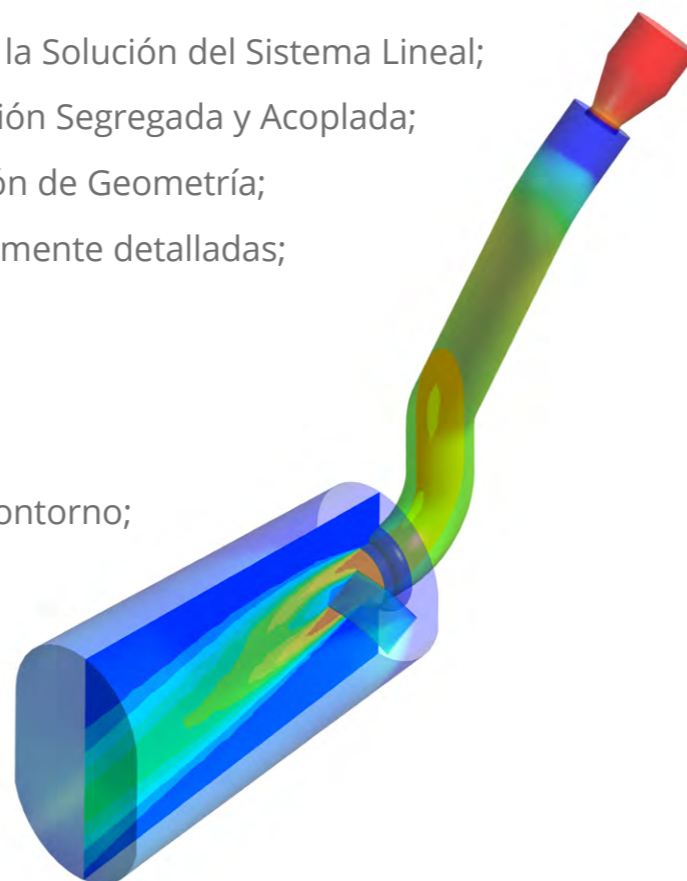 la Solución del Sistema Lineal;
ión Segregada y Acoplada;
ón de Geometría;
mente detalladas;
ontorno;